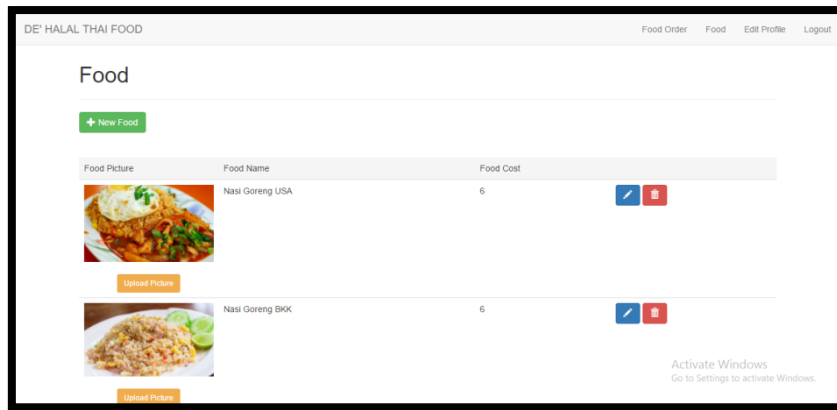 DE' HALAL THAI FOOD Food Order Food Edit Profile Logout
Food
New Food
Food Picture Food Name Food Cost
Nasi Goreng USA 6
Upload Picture
Nasi Goreng BKK 6
Activate Windows
Go to Settings to activate Windows.
Upload Picture